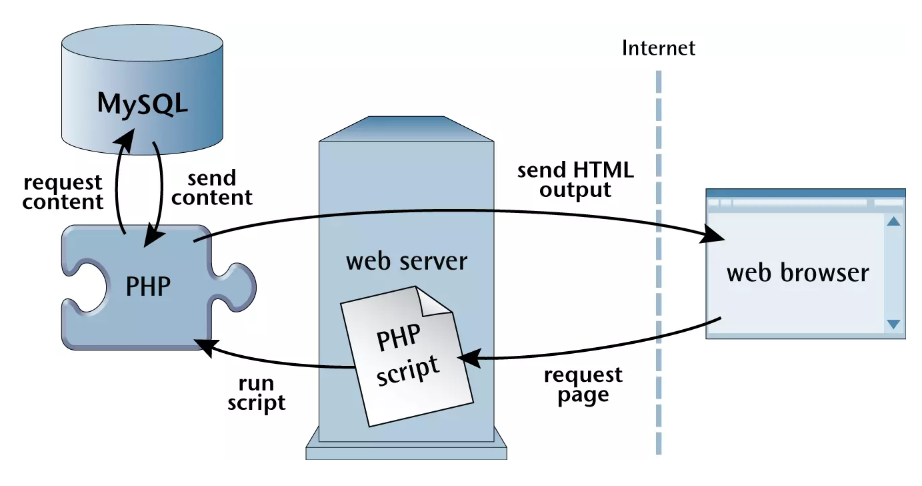 Internet
MySQL
request
content
send
content
send HTML
output
web server
web browser
PHP
PHP
script
run
script
request
page